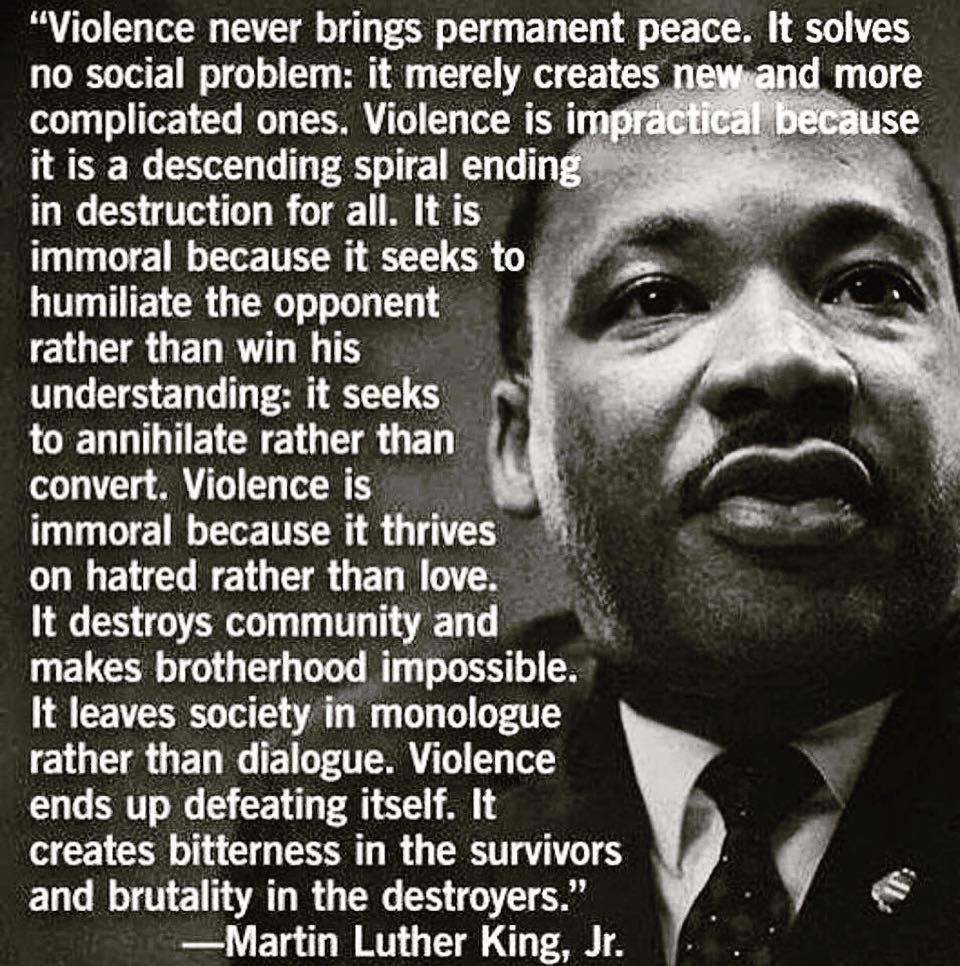 “Violence never brings permanent peace. It solves
no social problem: it merely creates new and more
complicated ones. Violence is impractical because
it is a descending spiral ending
in destruction for all. It is
immoral because it seeks to
humiliate the opponent
rather than win his
understanding: it seeks
to annihilate rather than
convert. Violence is
immoral because it thrives
on hatred rather than love.
It destroys community and
makes brotherhood impossible.
It leaves society in monologue
rather than dialogue. Violence
ends up defeating itself. It
creates bitterness in the survivors
and brutality in the destroyers.”
—Martin Luther King, Jr.